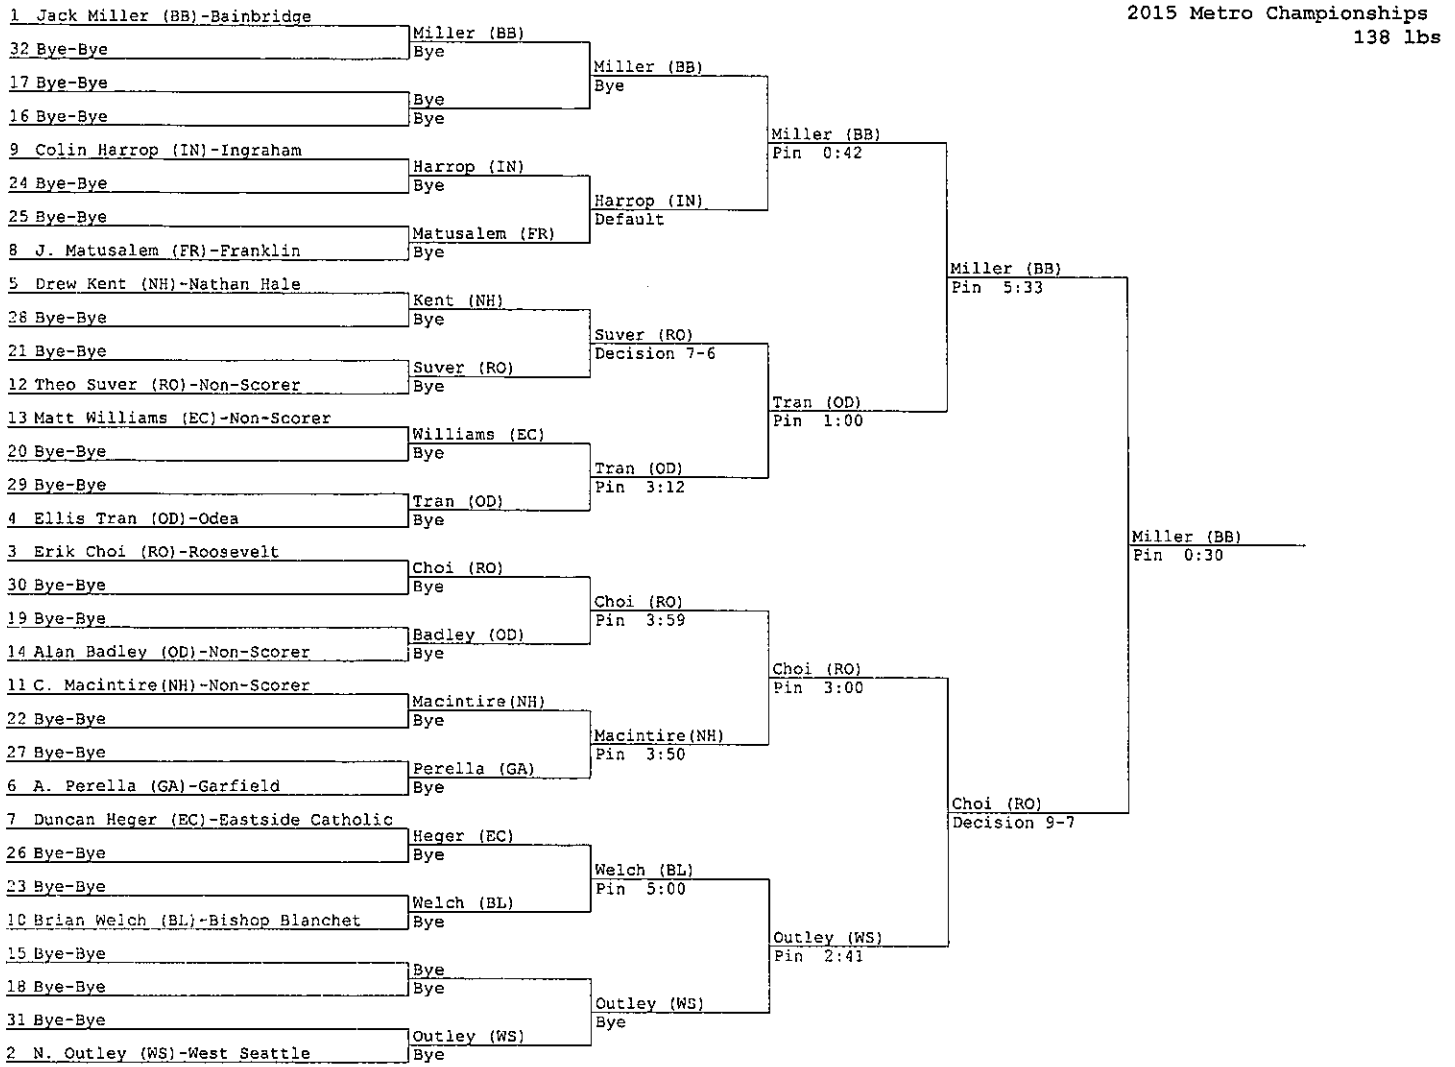 2015 Metro Championships
138 lbs
1 Jack Miller (BB)-Bainbridge
32 Bye-Bye
17 Bye-Bye
16 Bye-Bye
9 Colin Harrop (IN)-Ingraham
24 Bye-Bye
25 Bye-Bye
8 J. Matusalem (FR)-Franklin
5 Drew Kent (NH)-Nathan Hale
28 Bye-Bye
21 Bye-Bye
12 Theo Suver (RO)-Non-Scorer
13 Matt Williams (EC)-Non-Scorer
20 Bye-Bye
29 Bye-Bye
4 Ellis Tran (OD)-Odea
3 Erik Choi (RO)-Roosevelt
30 Bye-Bye
19 Bye-Bye
14 Alan Badley (OD)-Non-Scorer
11 C. Macintire(NH)-Non-Scorer
22 Bye-Bye
27 Bye-Bye
6 A. Perella (GA)-Garfield
7 Duncan Heger (EC)-Eastside Catholic
26 Bye-Bye
23 Bye-Bye
10 Brian Welch (BL)-Bishop Blanchet
15 Bye-Bye
18 Bye-Bye
31 Bye-Bye
2 N. Outley (WS)-West Seattle
Miller (BB)
Bye
Bye
Bye
Harrop (IN)
Bye
Matusalem (FR)
Bye
Kent (NH)
Bye
Suver (RO)
Bye
Williams (EC)
Bye
Tran (OD)
Bye
Choi (RO)
Bye
Badley (OD)
Bye
Macintire(NH)
Bye
Perella (GA)
Bye
Heger (EC)
Bye
Welch (BL)
Bye
Bye
Bye
Outley (WS)
Bye
Miller (BB)
Bye
Harrop (IN)
Default
Suver (RO)
Decision 7-6
Tran (OD)
Pin 3:12
Choi (RO)
Pin 3:59
Macintire(NH)
Pin 3:50
Welch (BL)
Pin 5:00
Outley (WS)
Bye
Miller (BB)
Pin 0:42
Tran (OD)
Pin 1:00
Choi (RO)
Pin 3:00
Outley (WS)
Pin 2:41
Miller (BB)
Pin 5:33
Choi (RO)
Decision 9-7
Miller (BB)
Pin 0:30